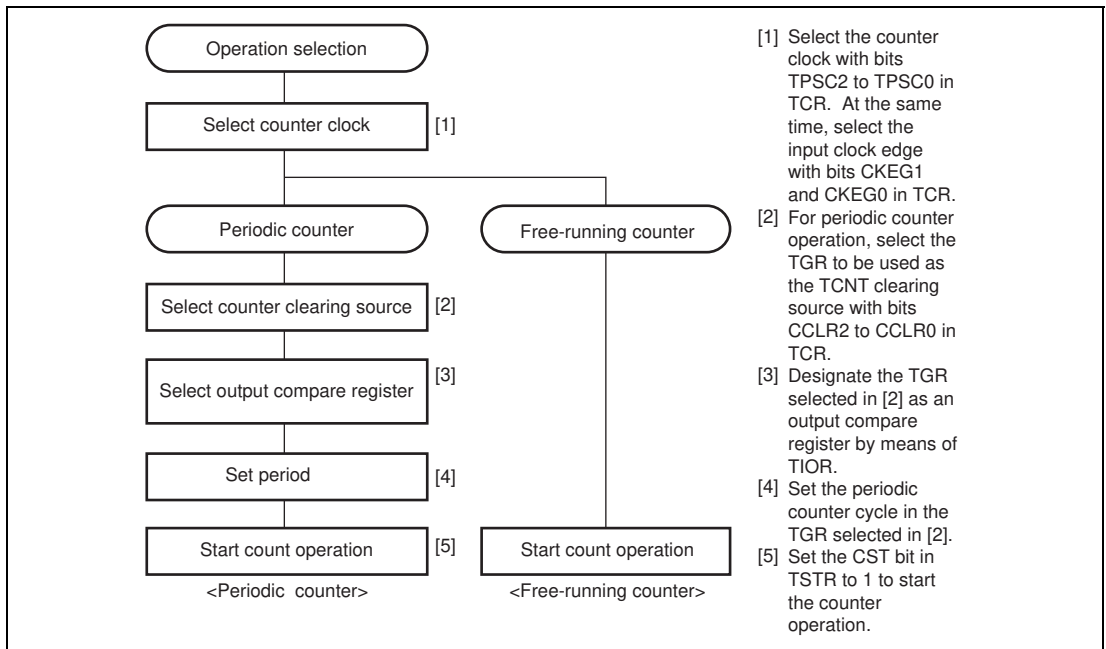 Operation selection
Select counter clock
[1]
Periodic counter
Free-running counter
Select counter clearing source
[2]
Select output compare register
[3]
Set period
[4]
Start count operation
[5]
Start count operation
<Periodic counter>
<Free-running counter>
[1] Select the counter
clock with bits
TPSC2 to TPSC0 in
TCR. At the same
time, select the
input clock edge
with bits CKEG1
and CKEG0 in TCR.
[2] For periodic counter
operation, select the
TGR to be used as
the TCNT clearing
source with bits
CCLR2 to CCLR0 in
TCR.
[3] Designate the TGR
selected in [2] as an
output compare
register by means of
TIOR.
[4] Set the periodic
counter cycle in the
TGR selected in [2].
[5] Set the CST bit in
TSTR to 1 to start
the counter
operation.